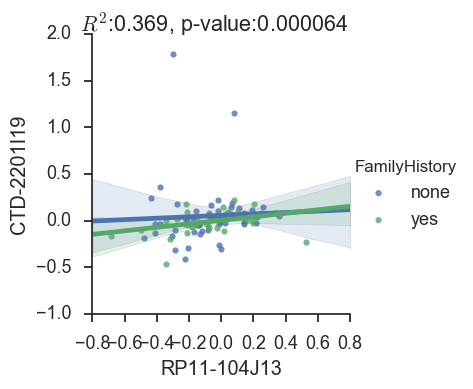 R²:0.369, p-value:0.000064
2.0
1.5
1.0
0.5
0.0
−0.5
−1.0
CTD-2201I19
−0.8 −0.6 −0.4 −0.2 0.0 0.2 0.4 0.6 0.8
RP11-104J13
FamilyHistory
none
yes